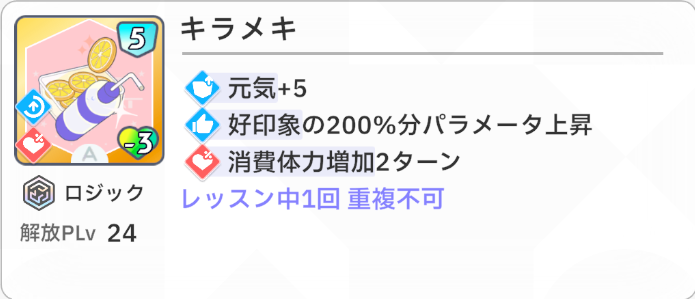 キラメキ
5
元気+5
好印象の200%分パラメータ上昇
-3
A
消費体力増加2ターン
ロジック
レッスン中1回 重複不可
解放PLv 24